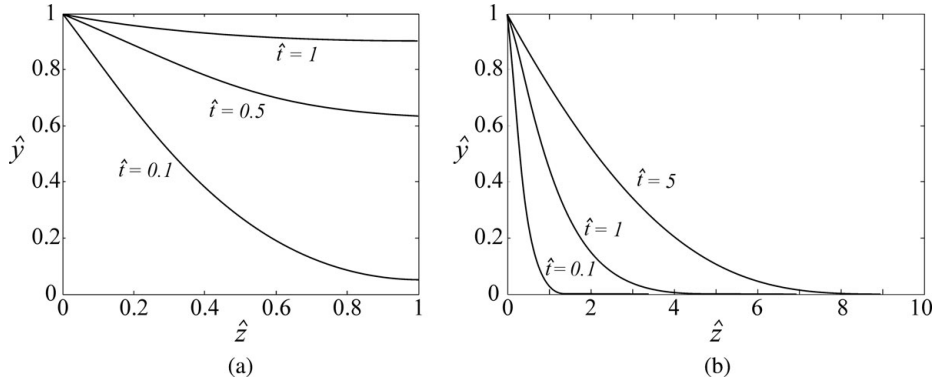 1
0.8
0.6
0.4
0.2
0
ŷ
t̂ = 1
t̂ = 0.5
t̂ = 0.1
0 0.2 0.4 0.6 0.8 1
ẑ
(a)
1
0.8
0.6
0.4
0.2
0
ŷ
t̂ = 5
t̂ = 1
t̂ = 0.1
0 2 4 6 8 10
ẑ
(b)